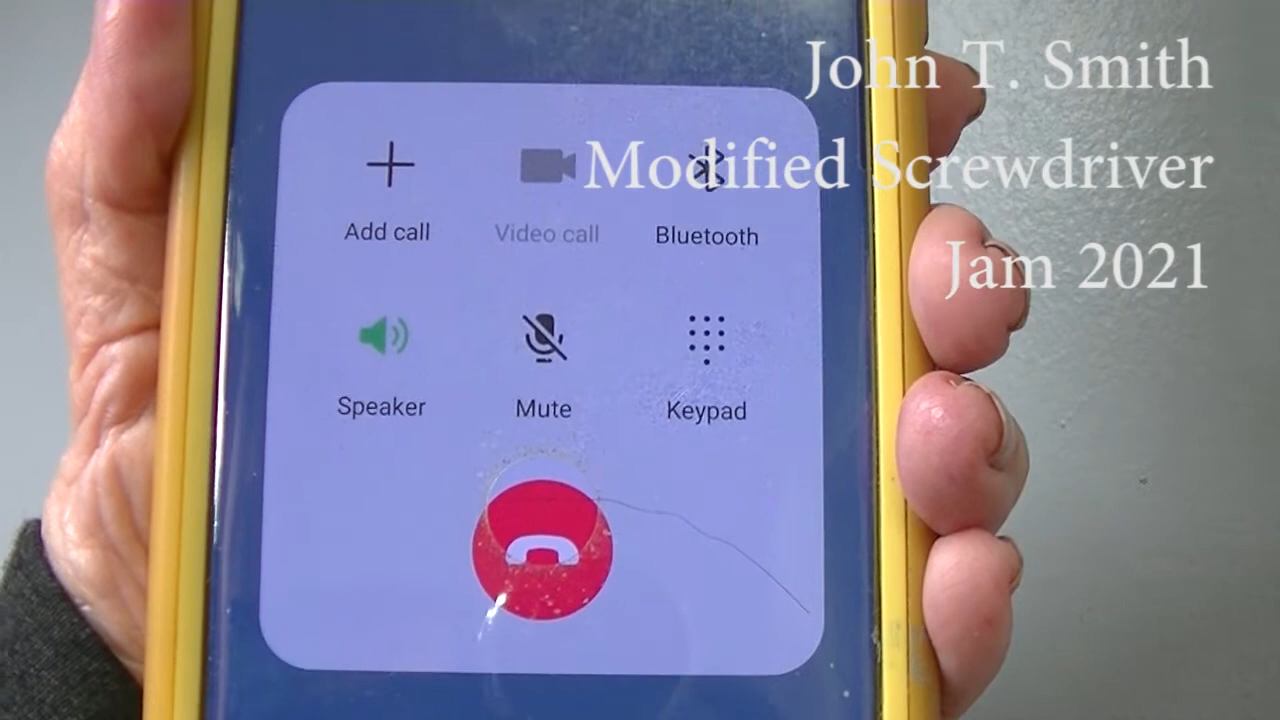 John T. Smith
Modified Screwdriver
Jam 2021
Add call
Video call
Bluetooth
Speaker
Mute
Keypad